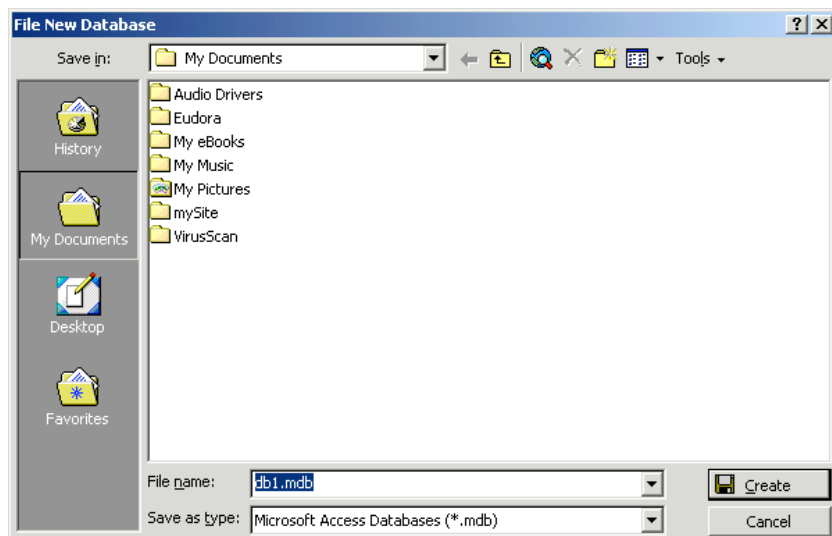 File New Database
Save in: My Documents Tools
History
My Documents
Desktop
Favorites
Audio Drivers
Eudora
My eBooks
My Music
My Pictures
mySite
VirusScan
File name: db1.mdb Create
Save as type: Microsoft Access Databases (*.mdb) Cancel